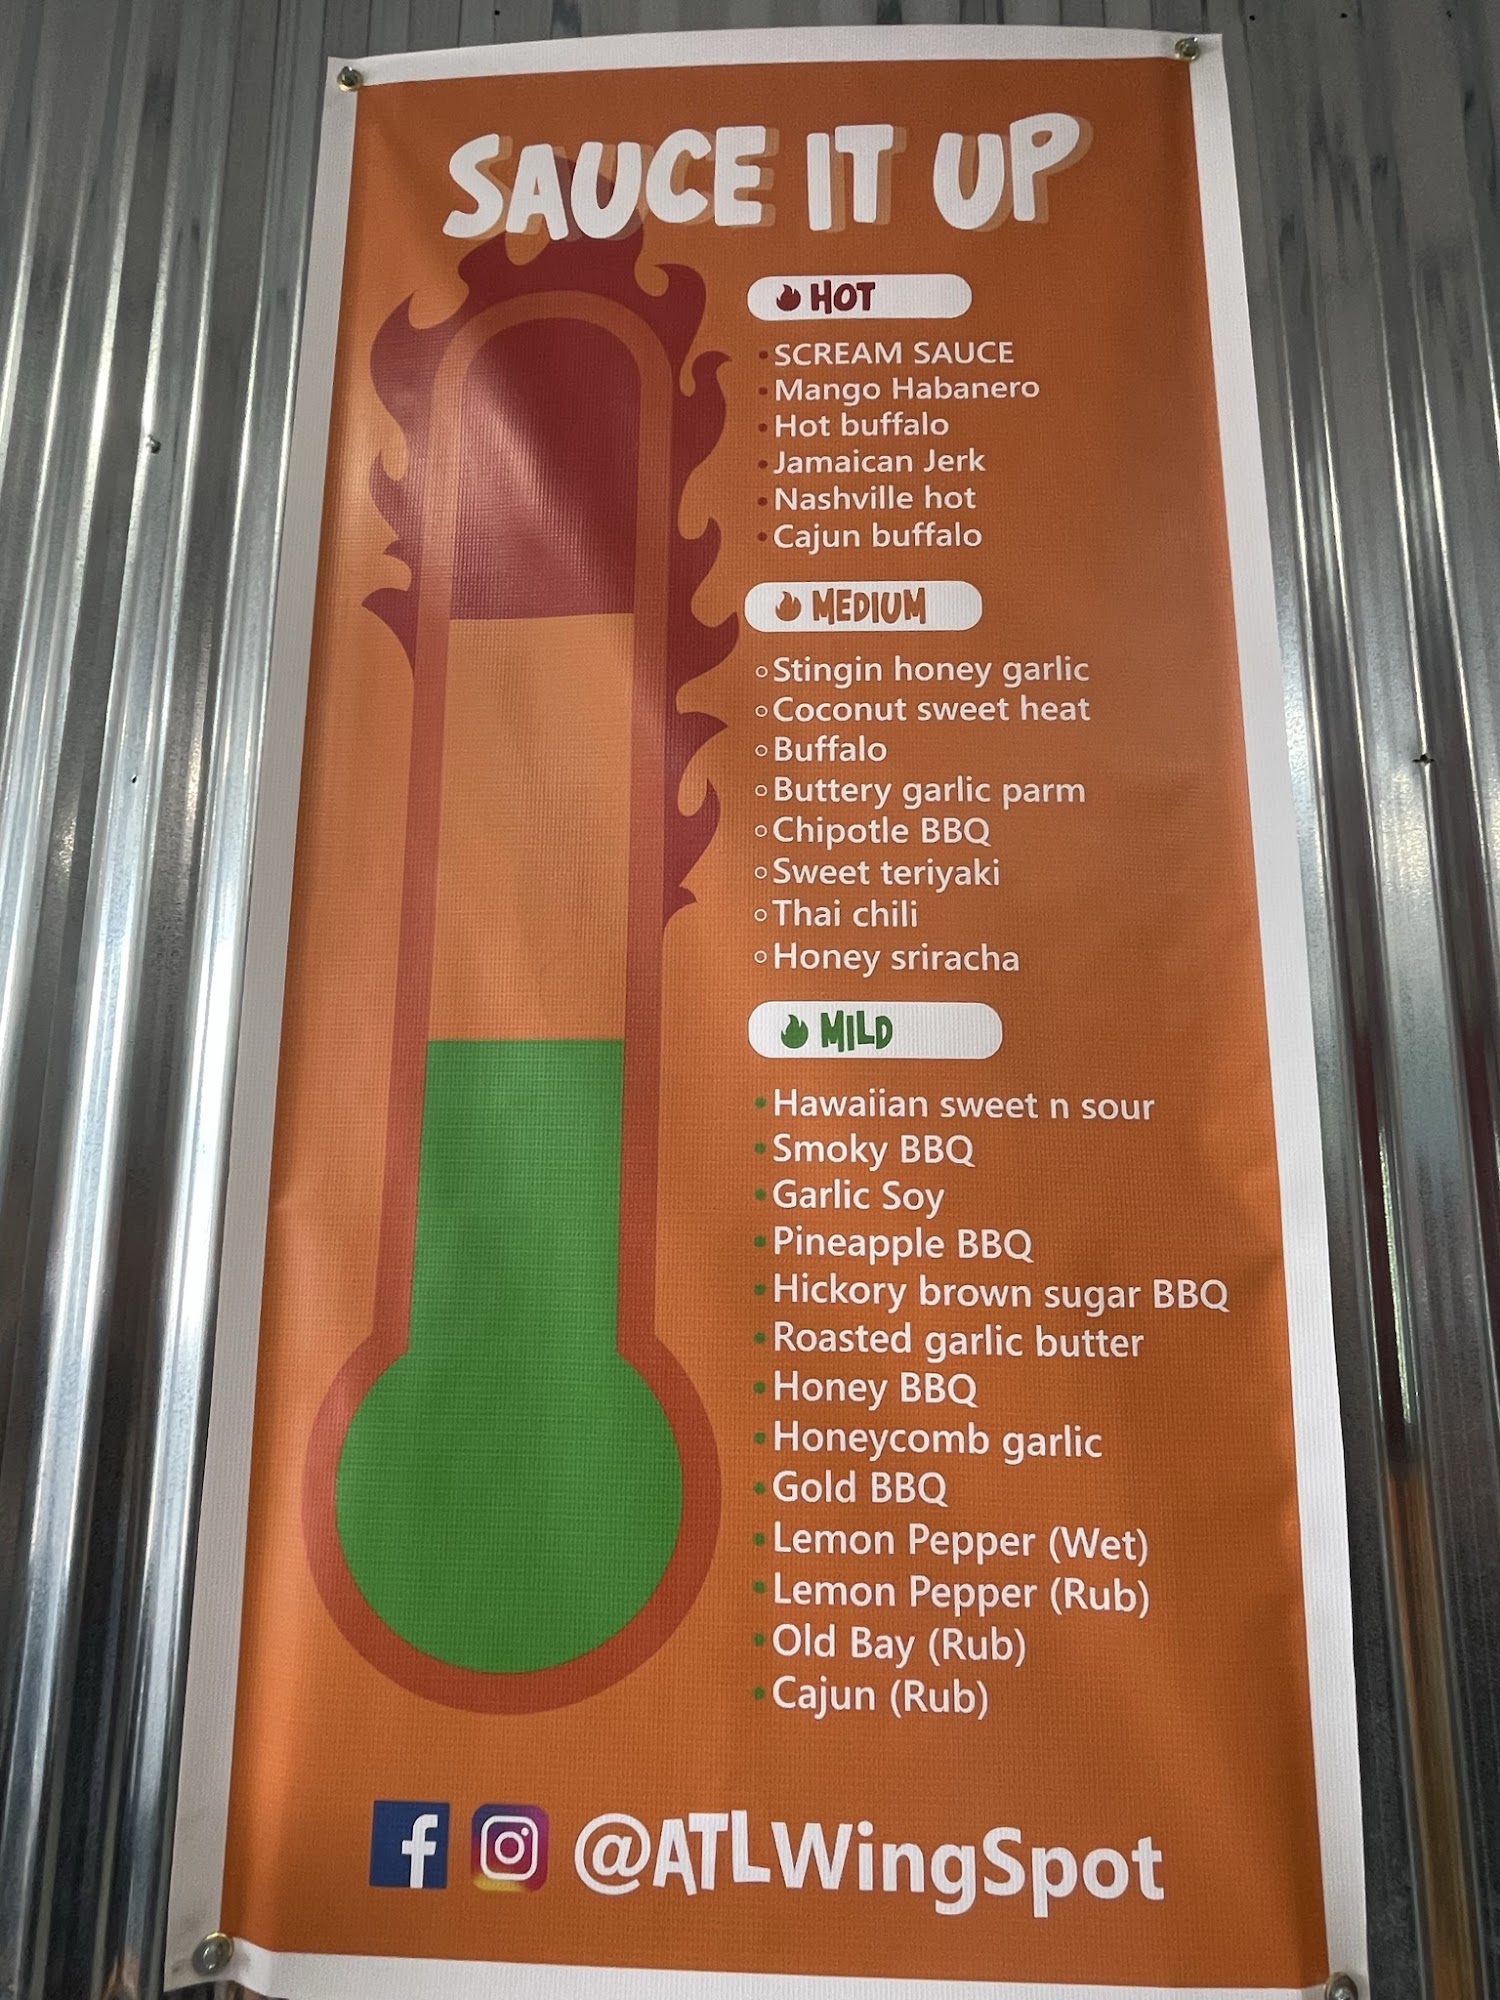 SAUCE IT UP
HOT
SCREAM SAUCE
Mango Habanero
Hot buffalo
Jamaican Jerk
Nashville hot
Cajun buffalo
MEDIUM
Stingin honey garlic
Coconut sweet heat
Buffalo
Buttery garlic parm
Chipotle BBQ
Sweet teriyaki
Thai chili
Honey sriracha
MILD
Hawaiian sweet n sour
Smoky BBQ
Garlic Soy
Pineapple BBQ
Hickory brown sugar BBQ
Roasted garlic butter
Honey BBQ
Honeycomb garlic
Gold BBQ
Lemon Pepper (Wet)
Lemon Pepper (Rub)
Old Bay (Rub)
Cajun (Rub)
@ATLWingSpot